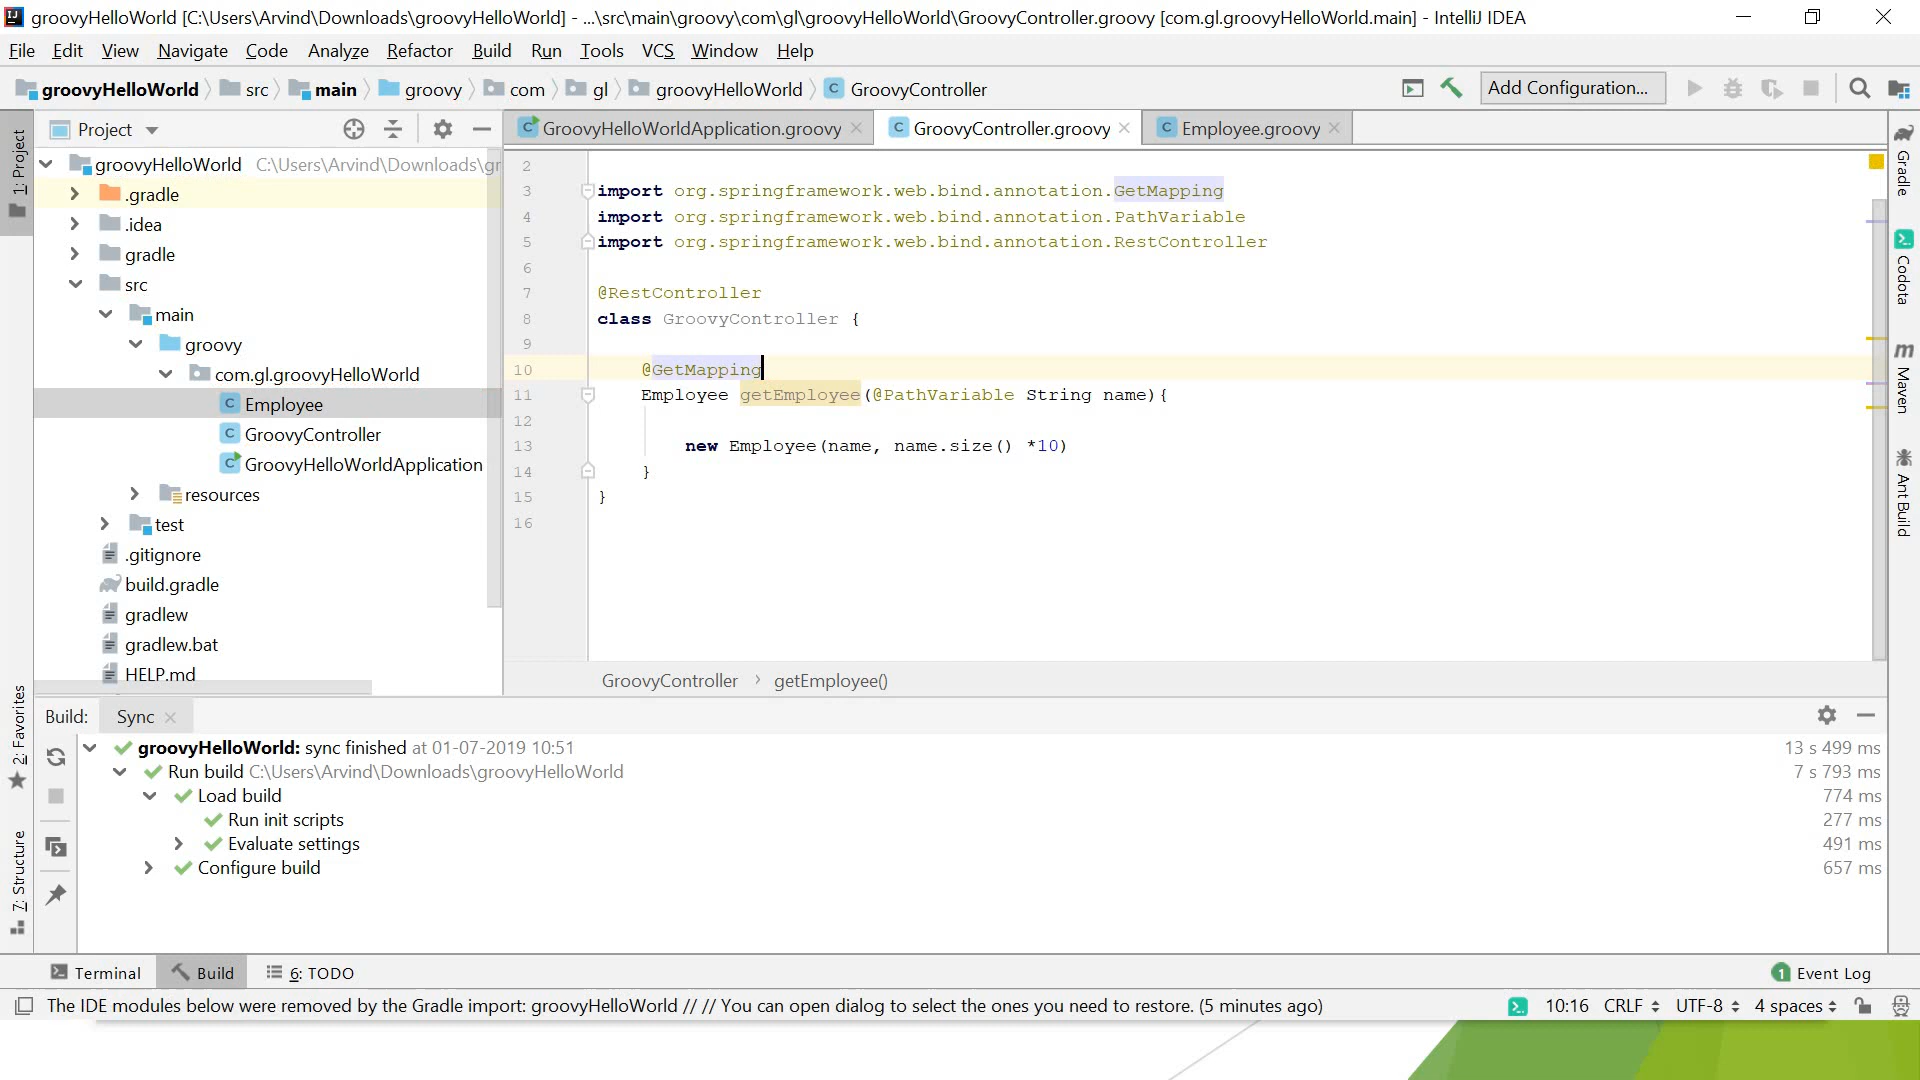 groovyHelloWorld [C:\Users\Arvind\Downloads\groovyHelloWorld] - ...\src\main\groovy\com\gl\groovyHelloWorld\GroovyController.groovy [com.gl.groovyHelloWorld.main] - IntelliJ IDEA
File Edit View Navigate Code Analyze Refactor Build Run Tools VCS Window Help
groovyHelloWorld src main groovy com gl groovyHelloWorld GroovyController Add Configuration...
Project
GroovyHelloWorldApplication.groovy GroovyController.groovy Employee.groovy
groovyHelloWorld C:\Users\Arvind\Downloads\gr
.gradle
.idea
gradle
src
main
groovy
com.gl.groovyHelloWorld
Employee
GroovyController
GroovyHelloWorldApplication
resources
test
.gitignore
build.gradle
gradlew
gradlew.bat
HELP.md
2
3 import org.springframework.web.bind.annotation.GetMapping
4 import org.springframework.web.bind.annotation.PathVariable
5 import org.springframework.web.bind.annotation.RestController
6
7 @RestController
8 class GroovyController {
9
10 @GetMapping
11 Employee getEmployee(@PathVariable String name){
12
13 new Employee(name, name.size() *10)
14 }
15 }
16
GroovyController › getEmployee()
1: Project
2: Favorites
7: Structure
Gradle
Codota
Maven
Ant Build
Build: Sync
groovyHelloWorld: sync finished at 01-07-2019 10:51 13 s 499 ms
Run build C:\Users\Arvind\Downloads\groovyHelloWorld 7 s 793 ms
Load build 774 ms
Run init scripts 277 ms
Evaluate settings 491 ms
Configure build 657 ms
Terminal Build 6: TODO 1 Event Log
The IDE modules below were removed by the Gradle import: groovyHelloWorld // // You can open dialog to select the ones you need to restore. (5 minutes ago) 10:16 CRLF UTF-8 4 spaces